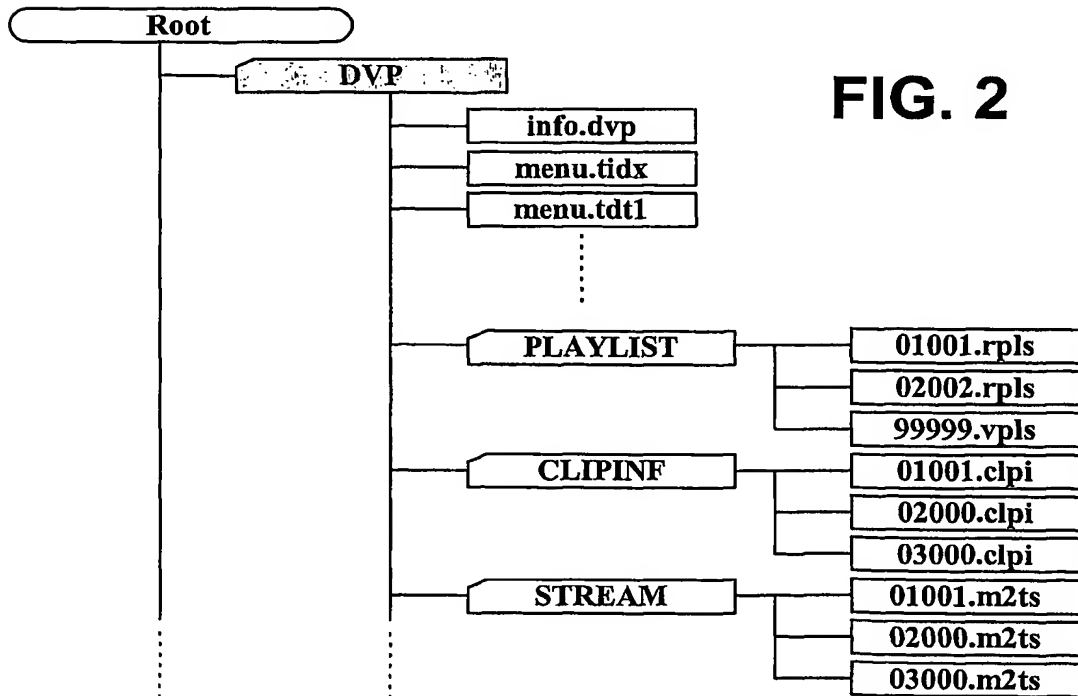 Root
DVP
FIG. 2
info.dvp
menu.tidx
menu.tdt1
PLAYLIST
01001.rpls
02002.rpls
99999.vpls
CLIPINF
01001.clpi
02000.clpi
03000.clpi
STREAM
01001.m2ts
02000.m2ts
03000.m2ts